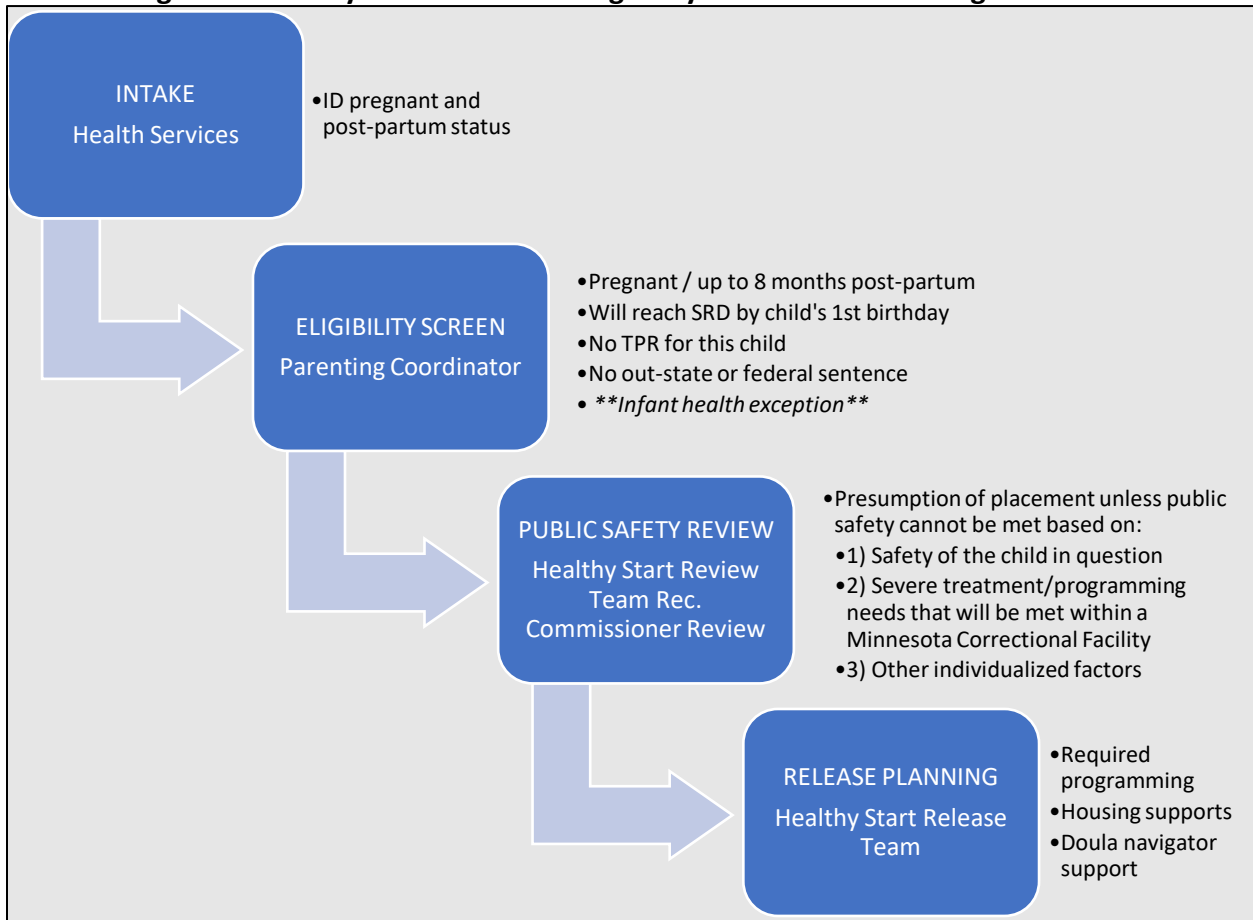 INTAKE
Health Services
•ID pregnant and
post-partum status
ELIGIBILITY SCREEN
Parenting Coordinator
•Pregnant / up to 8 months post-partum
•Will reach SRD by child's 1st birthday
•No TPR for this child
•No out-state or federal sentence
• **Infant health exception**
PUBLIC SAFETY REVIEW
Healthy Start Review
Team Rec.
Commissioner Review
•Presumption of placement unless public
safety cannot be met based on:
•1) Safety of the child in question
•2) Severe treatment/programming
needs that will be met within a
Minnesota Correctional Facility
•3) Other individualized factors
RELEASE PLANNING
Healthy Start Release
Team
•Required
programming
•Housing supports
•Doula navigator
support